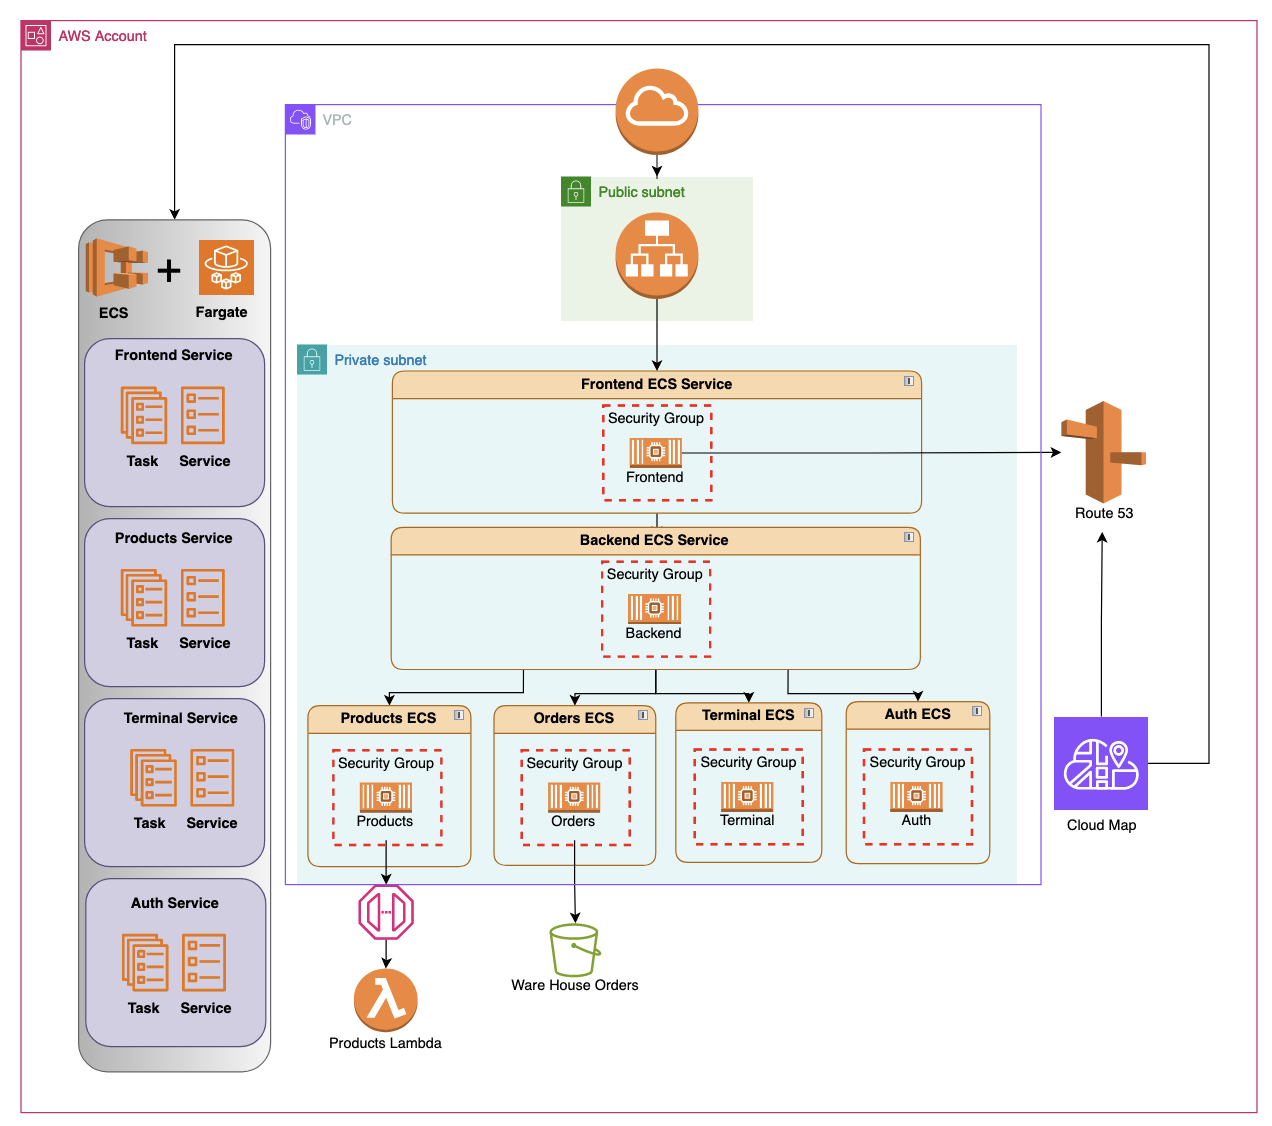 AWS Account
VPC
Public subnet
ECS
Fargate
Private subnet
Frontend Service
Task
Service
Products Service
Task
Service
Terminal Service
Task
Service
Auth Service
Task
Service
Frontend ECS Service
Security Group
Frontend
Backend ECS Service
Security Group
Backend
Products ECS
Security Group
Products
Orders ECS
Security Group
Orders
Terminal ECS
Security Group
Terminal
Auth ECS
Security Group
Auth
Route 53
Cloud Map
Ware House Orders
Products Lambda